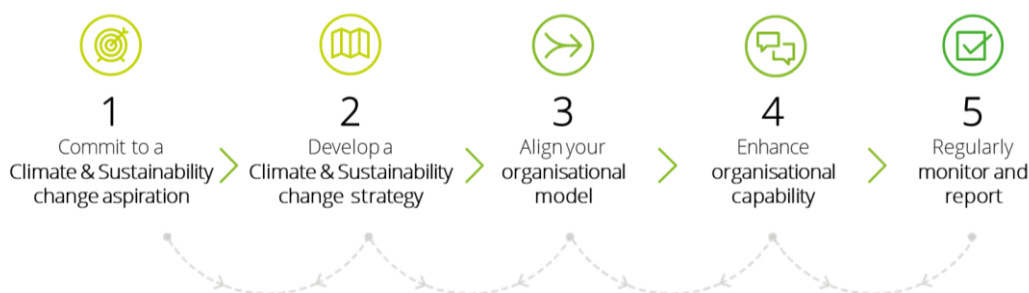 1
Commit to a
Climate & Sustainability
change aspiration
2
Develop a
Climate & Sustainability
change strategy
3
Align your
organisational
model
4
Enhance
organisational
capability
5
Regularly
monitor and
report